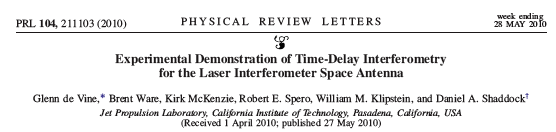 PRL 104, 211103 (2010)
PHYSICAL REVIEW LETTERS
week ending
28 MAY 2010
Experimental Demonstration of Time-Delay Interferometry
for the Laser Interferometer Space Antenna
Glenn de Vine,* Brent Ware, Kirk McKenzie, Robert E. Spero, William M. Klipstein, and Daniel A. Shaddock†
Jet Propulsion Laboratory, California Institute of Technology, Pasadena, California, USA
(Received 1 April 2010; published 27 May 2010)